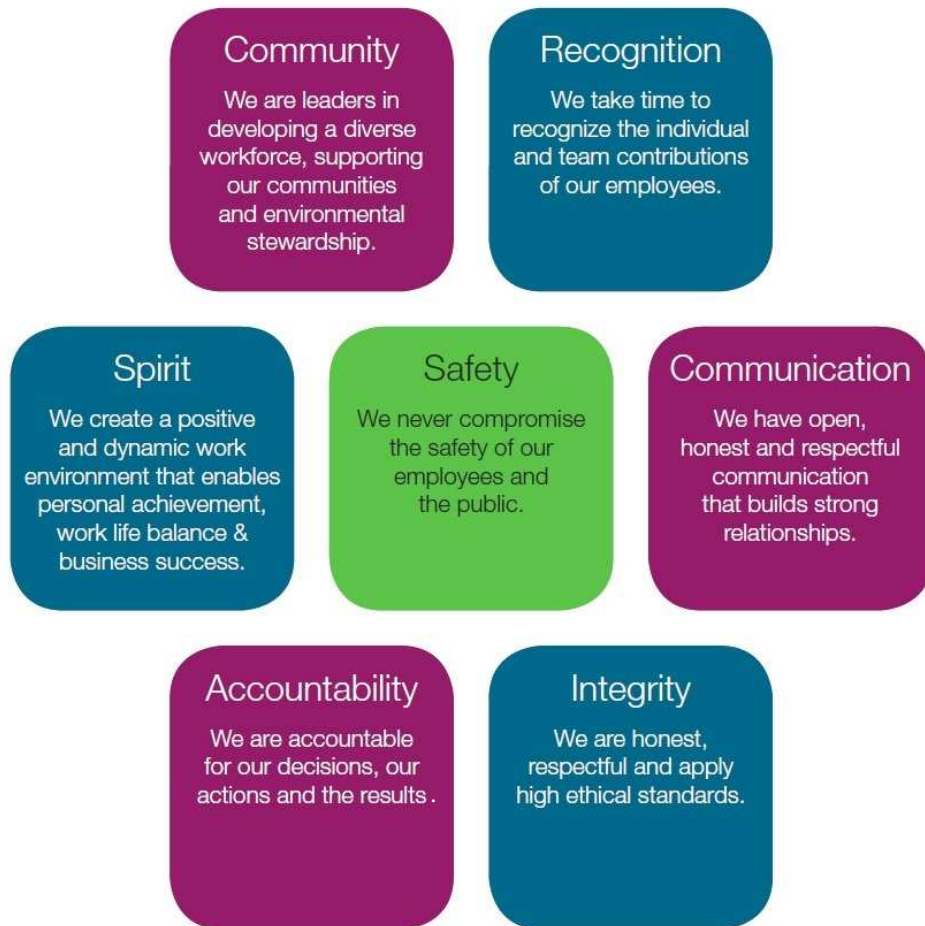 Community
We are leaders in
developing a diverse
workforce, supporting
our communities
and environmental
stewardship.
Recognition
We take time to
recognize the individual
and team contributions
of our employees.
Spirit
We create a positive
and dynamic work
environment that enables
personal achievement,
work life balance &
business success.
Safety
We never compromise
the safety of our
employees and
the public.
Communication
We have open,
honest and respectful
communication
that builds strong
relationships.
Accountability
We are accountable
for our decisions, our
actions and the results .
Integrity
We are honest,
respectful and apply
high ethical standards.